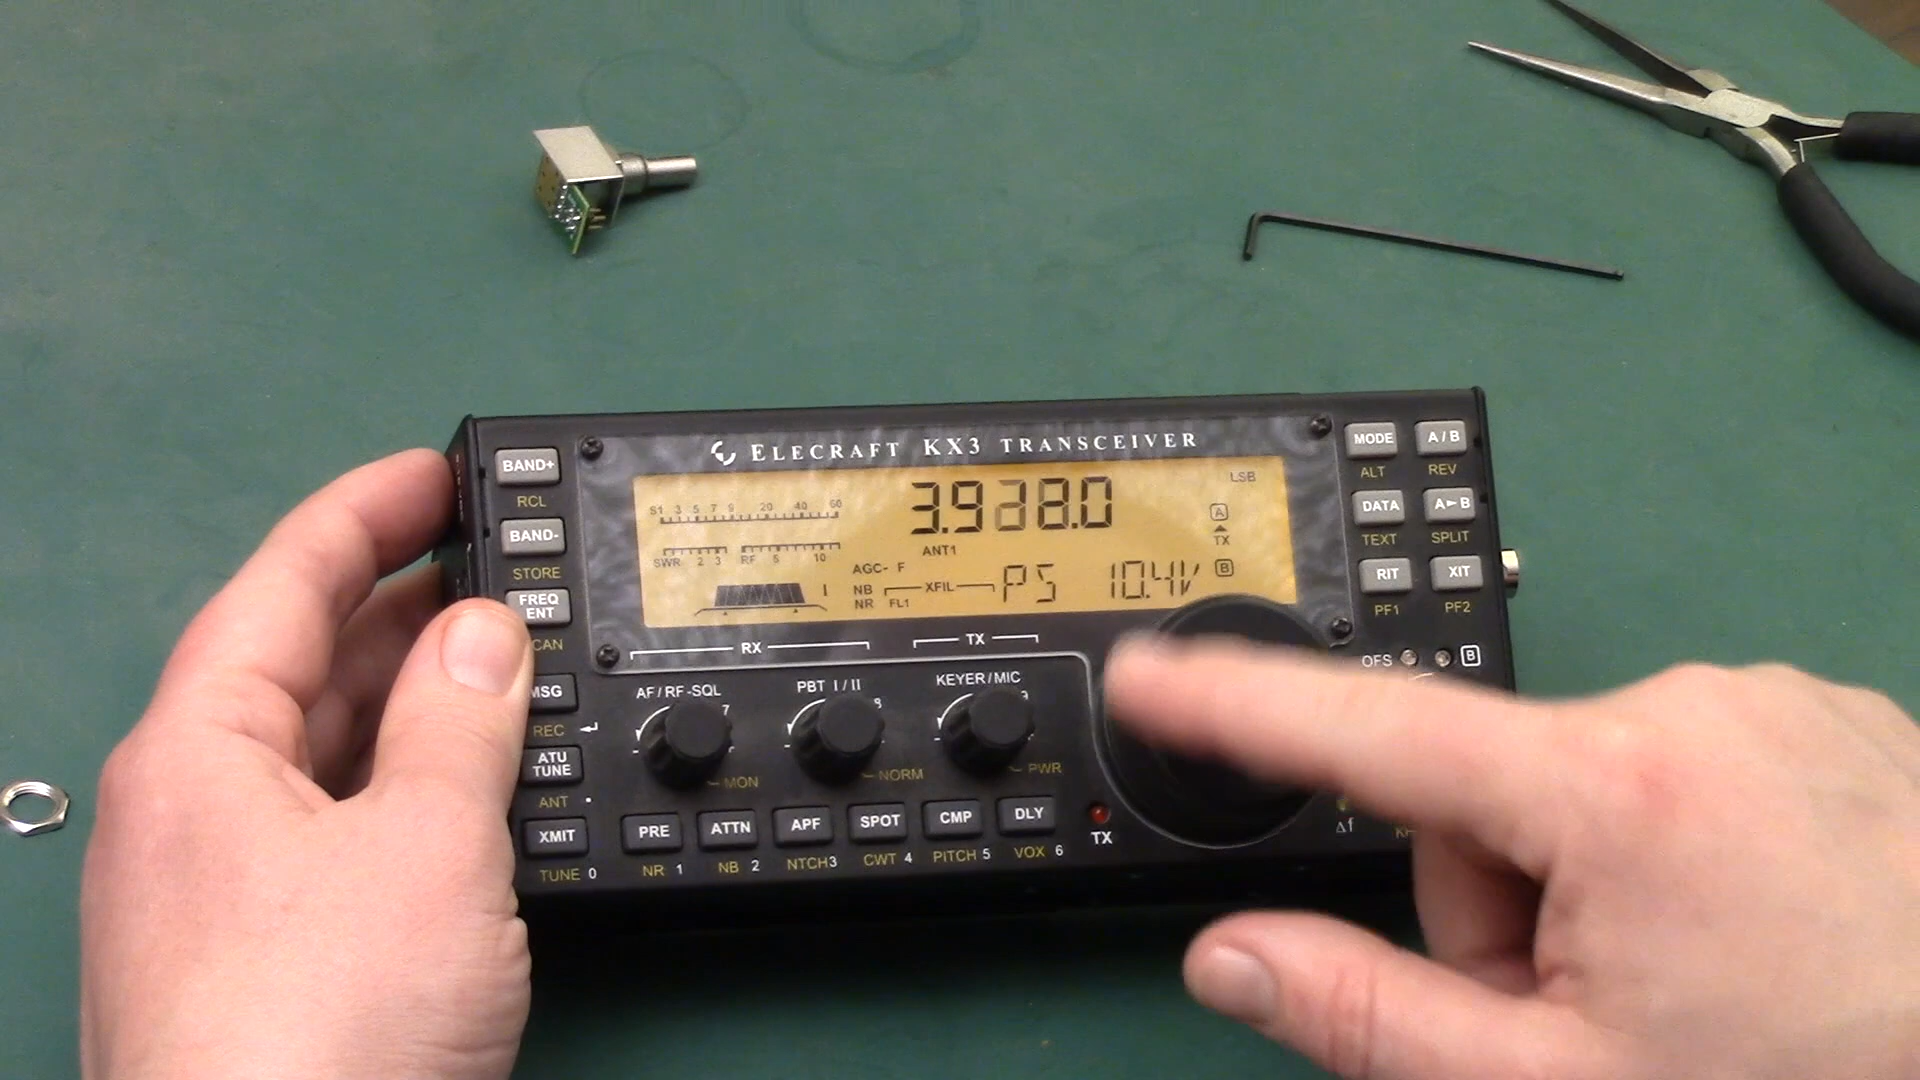 ELECRAFT KX3 TRANSCEIVER
BAND+
RCL
BAND-
STORE
FREQ
ENT
CAN
MSG
REC
ATU
TUNE
ANT
XMIT
TUNE 0
S1 3 5 7 9 20 40 60
SWR 2 3 RF 5 10
LSB
A
TX
B
ANT1
AGC- F
NB
NR
XFIL
FL1
I
PS 10.4V
RX
TX
AF/RF-SQL
7
MON
PBT I/II
8
NORM
KEYER/MIC
9
PWR
PRE
NR 1
ATTN
NB 2
APF
NTCH 3
SPOT
CWT 4
CMP
PITCH 5
DLY
VOX 6
TX
MODE
ALT
A/B
REV
DATA
TEXT
A►B
SPLIT
RIT
PF1
XIT
PF2
OFS
B
Δf